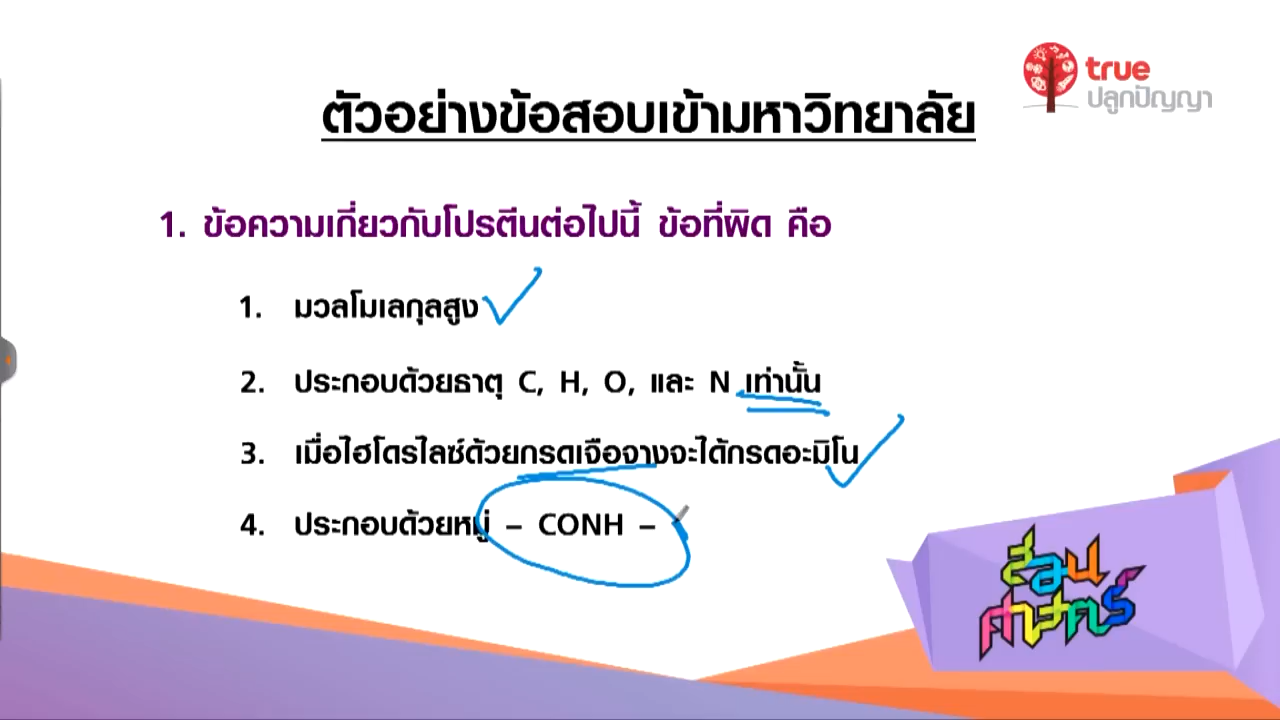 true
ปลูกปัญญา
ตัวอย่างข้อสอบเข้ามหาวิทยาลัย
1. ข้อความเกี่ยวกับโปรตีนต่อไปนี้ ข้อที่ผิด คือ
1. มวลโมเลกุลสูง
2. ประกอบด้วยธาตุ C, H, O, และ N เท่านั้น
3. เมื่อไฮโดรไลซ์ด้วยกรดเจือจางจะได้กรดอะมิโน
4. ประกอบด้วยหมู่ – CONH –
สอน
ศาสตร์